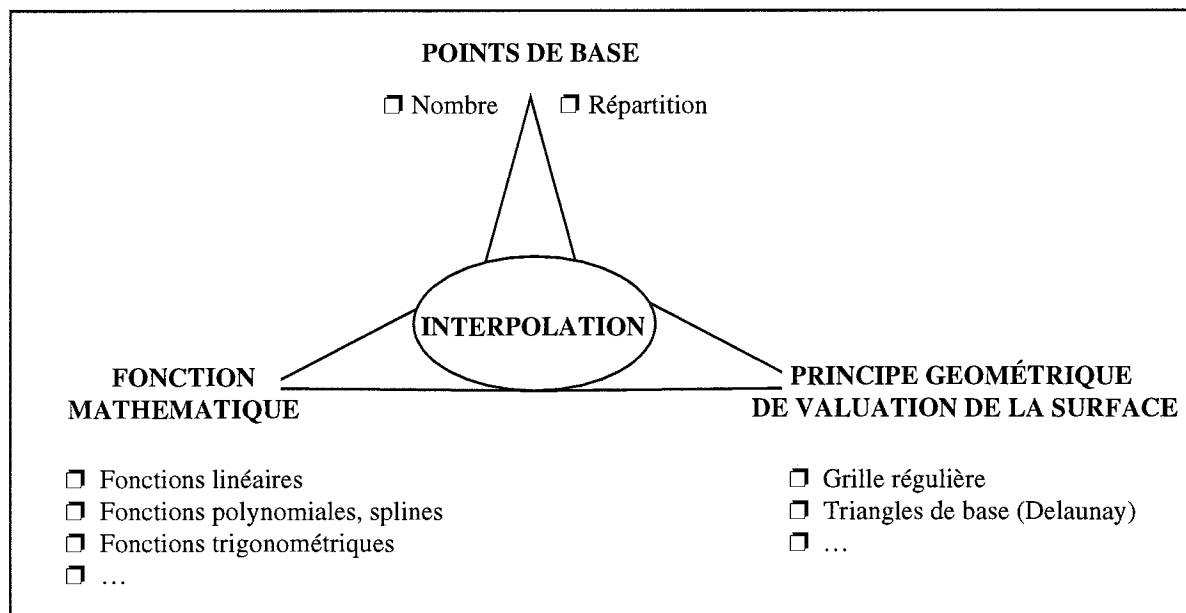 POINTS DE BASE
❐ Nombre ❐ Répartition
INTERPOLATION
FONCTION
MATHEMATIQUE
❐ Fonctions linéaires
❐ Fonctions polynomiales, splines
❐ Fonctions trigonométriques
❐ …
PRINCIPE GEOMÉTRIQUE
DE VALUATION DE LA SURFACE
❐ Grille régulière
❐ Triangles de base (Delaunay)
❐ …